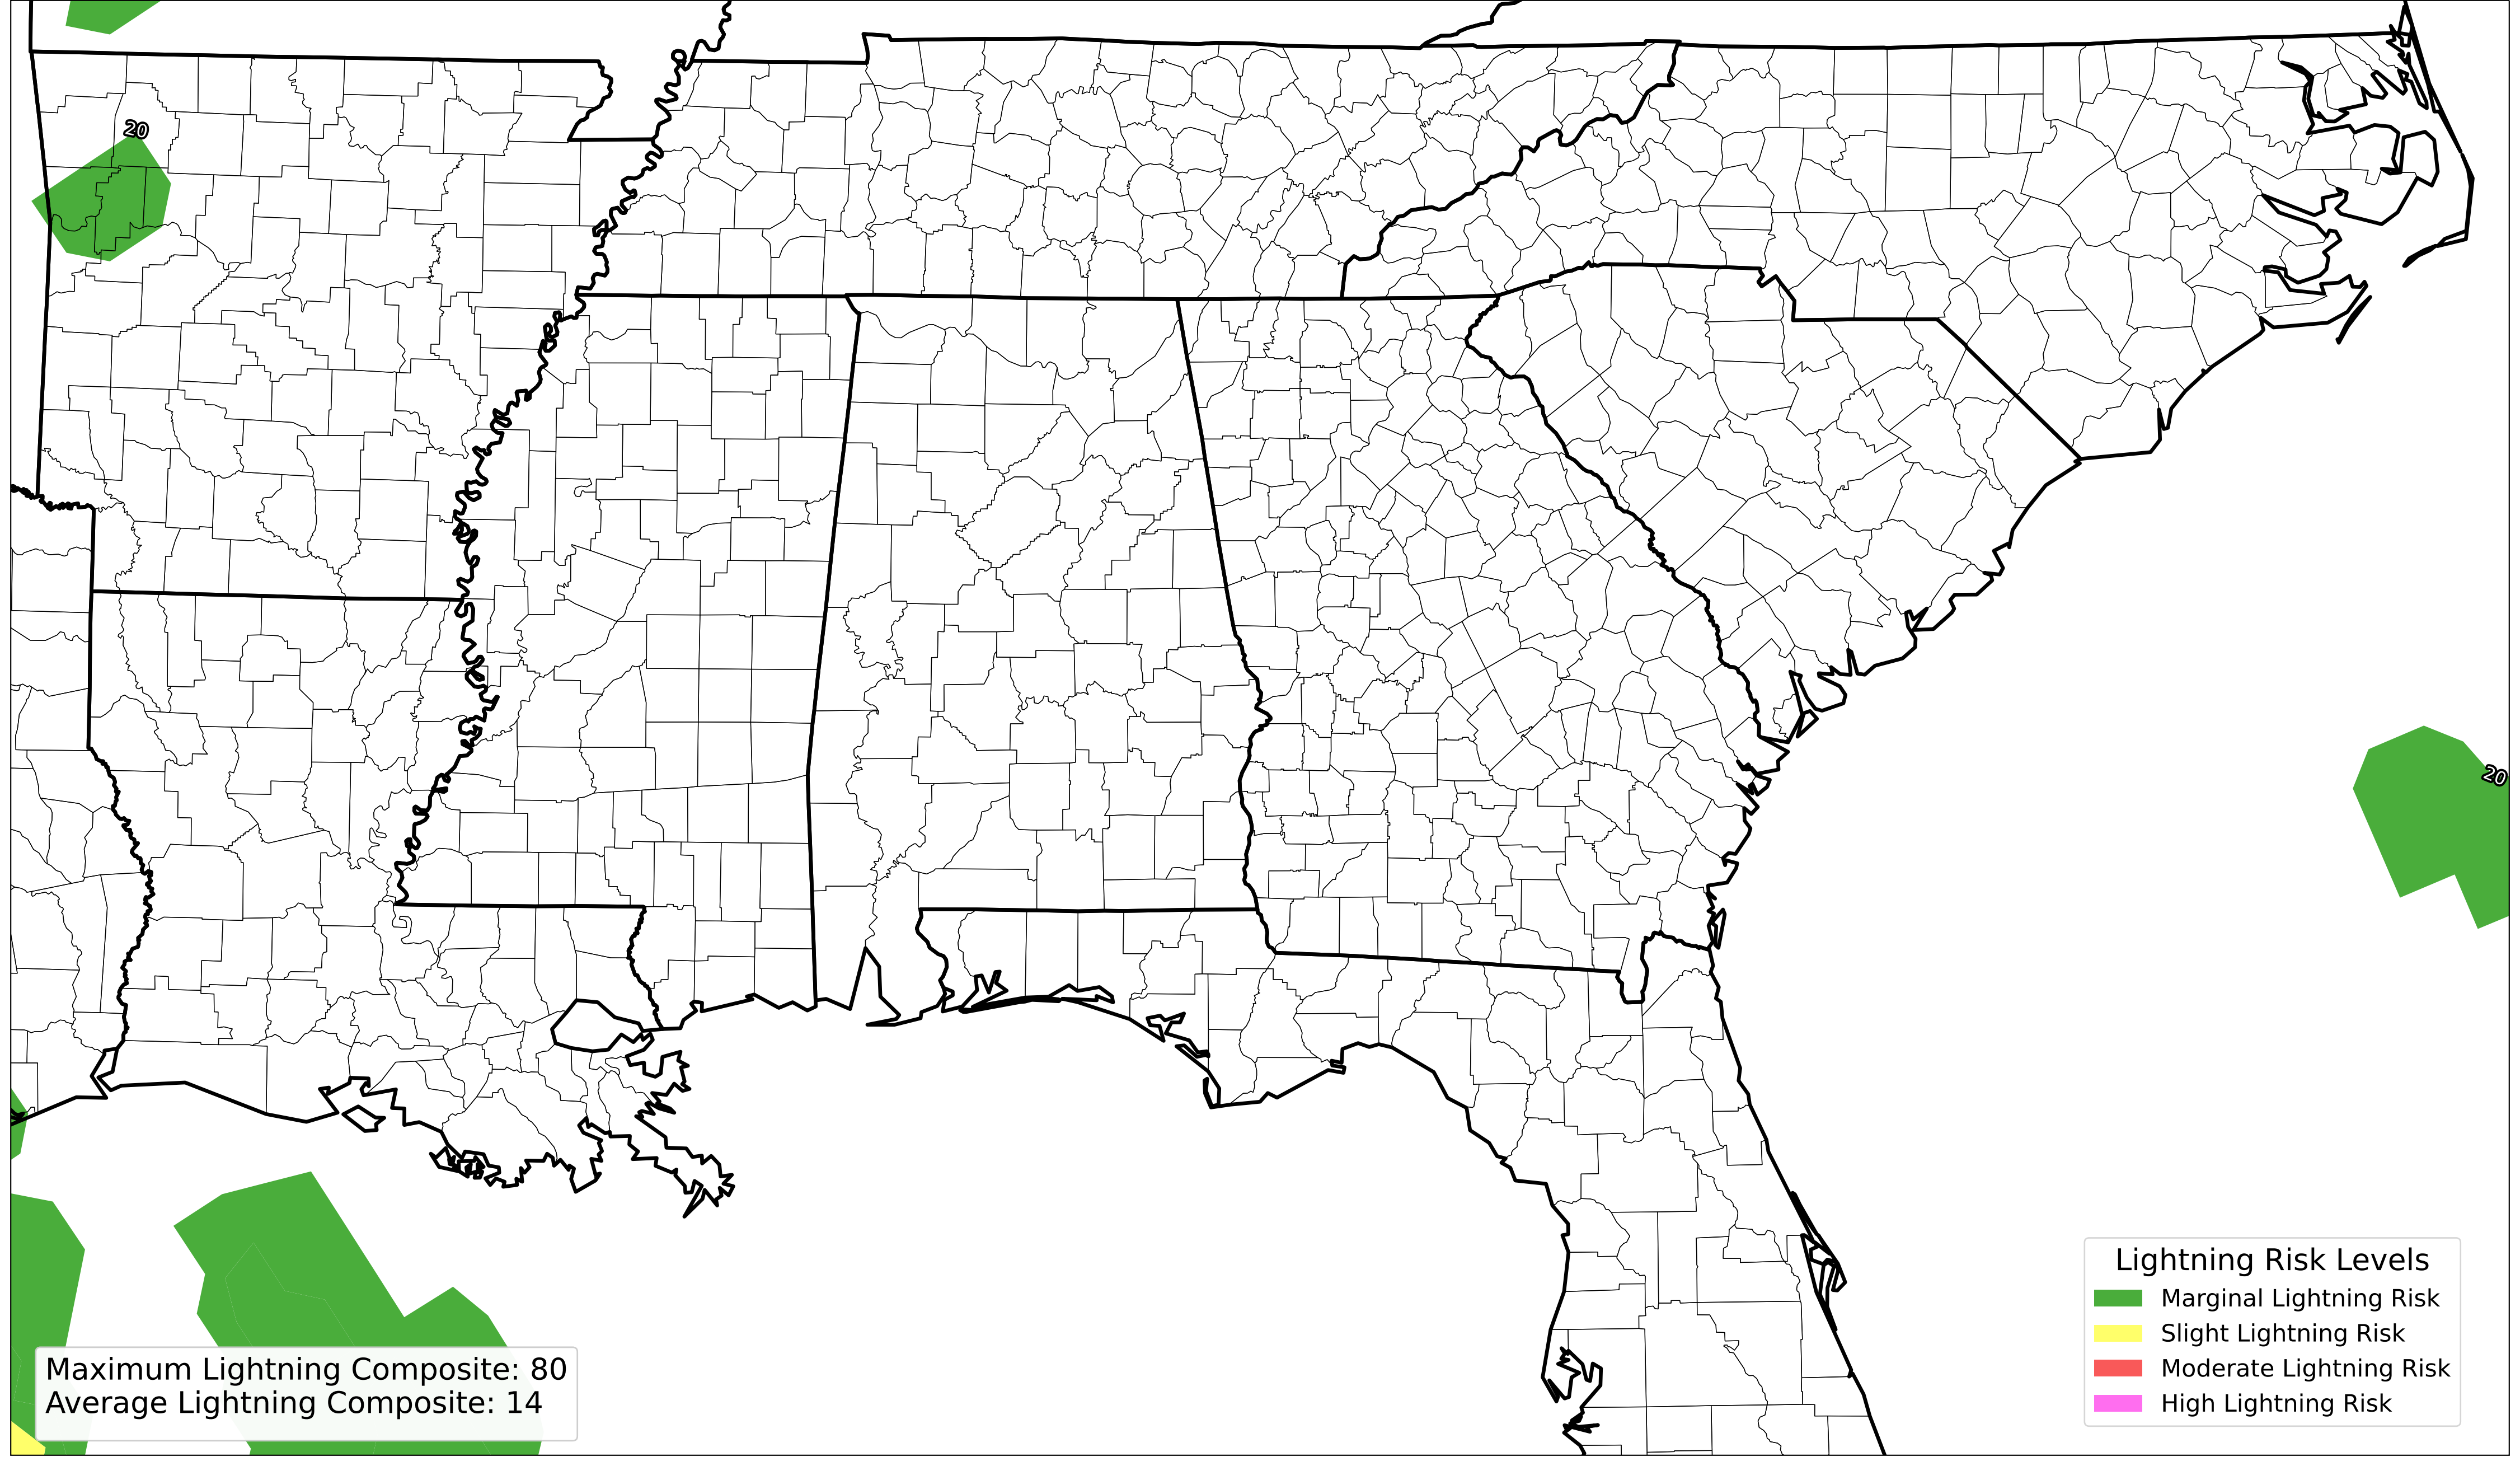 20
20
Lightning Risk Levels
Marginal Lightning Risk
Slight Lightning Risk
Moderate Lightning Risk
High Lightning Risk
Maximum Lightning Composite: 80
Average Lightning Composite: 14